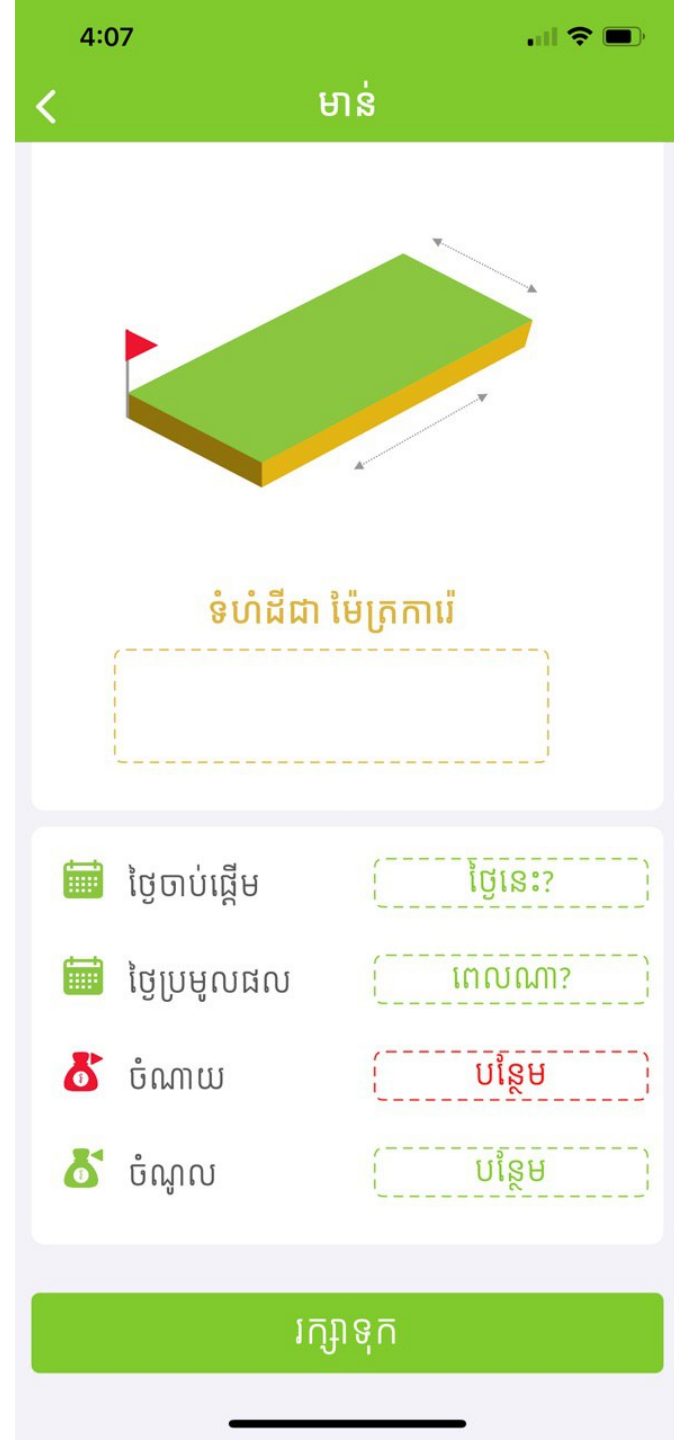 4:07
មាន់
ទំហំដីជា ម៉ែត្រការ៉េ
ថ្ងៃចាប់ផ្តើម
ថ្ងៃនេះ?
ថ្ងៃប្រមូលផល
ពេលណា?
ចំណាយ
បន្ថែម
ចំណូល
បន្ថែម
រក្សាទុក